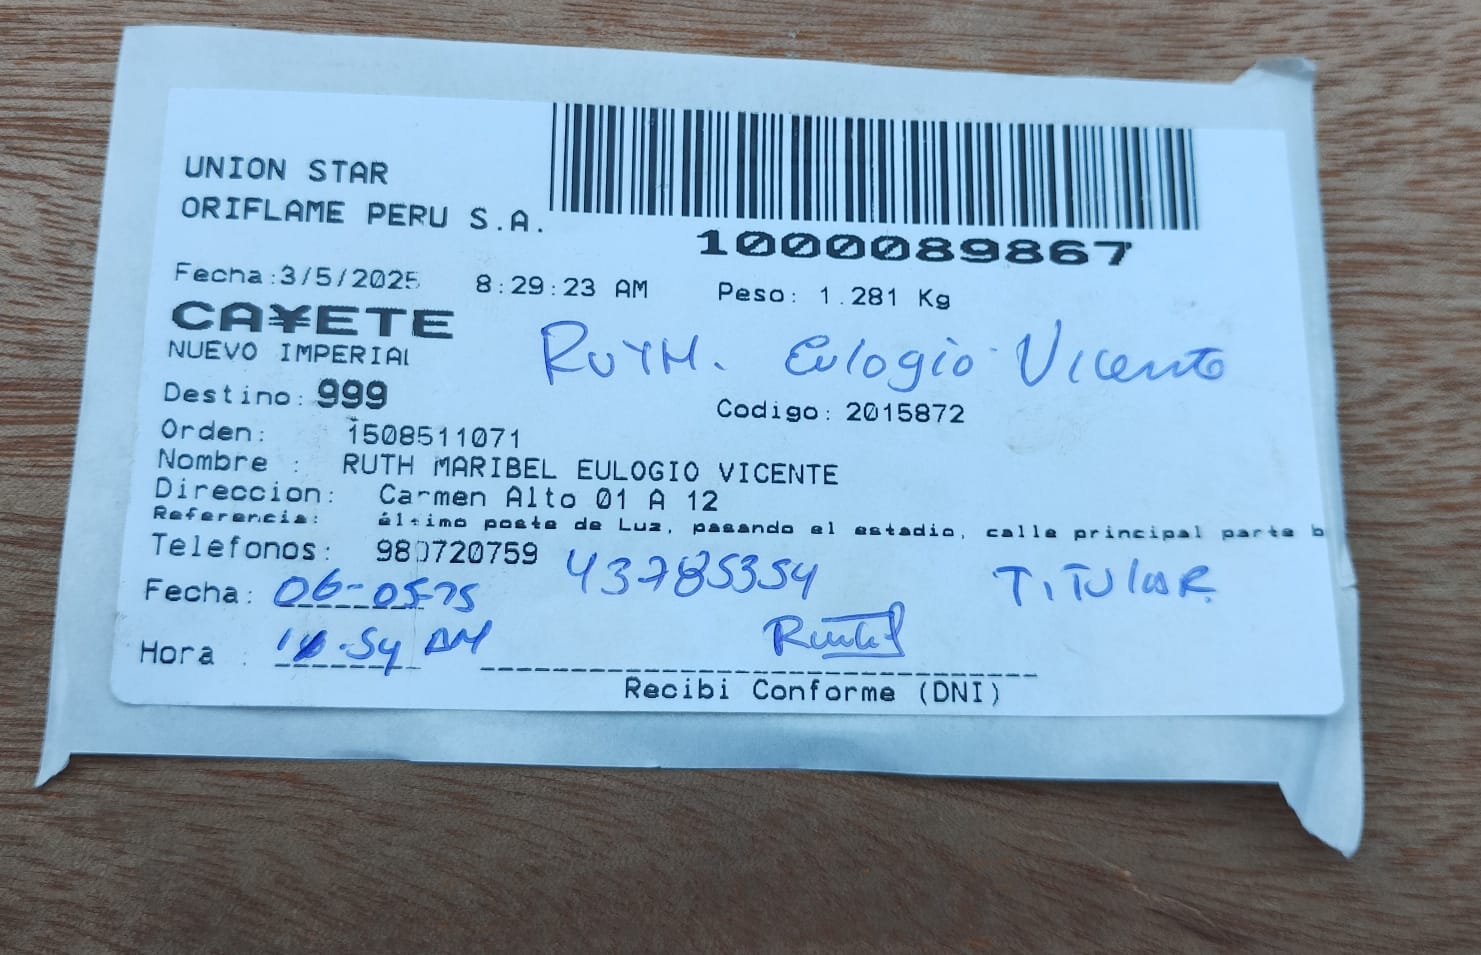 UNION STAR
ORIFLAME PERU S.A.
1000089867
Fecha:3/5/2025 8:29:23 AM Peso: 1.281 Kg
CA¥ETE
NUEVO IMPERIAL
RUTH. Eulogio Vicente
Destino: 999
Codigo: 2015872
Orden: 1508511071
Nombre : RUTH MARIBEL EULOGIO VICENTE
Direccion: Carmen Alto 01 A 12
Referencia: último poste de Luz, pasando el estadio, calle principal parte b
Telefonos: 980720759 43785354 TITULAR
Fecha: 06-05-25
Hora : AM
Recibi Conforme (DNI)